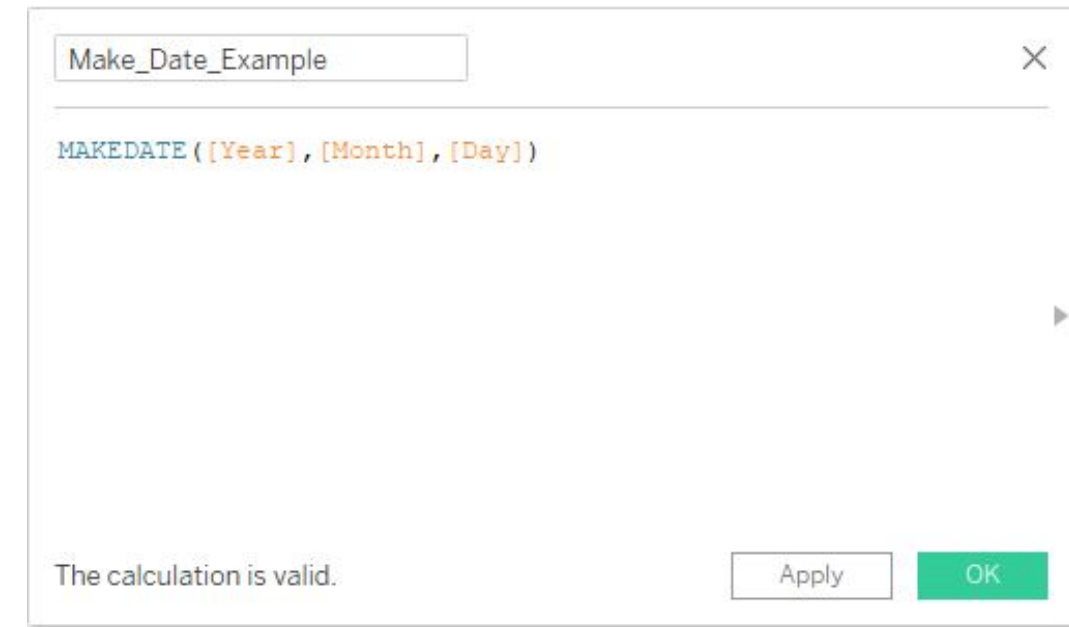 Make_Date_Example
MAKEDATE([Year],[Month],[Day])
The calculation is valid.
Apply
OK